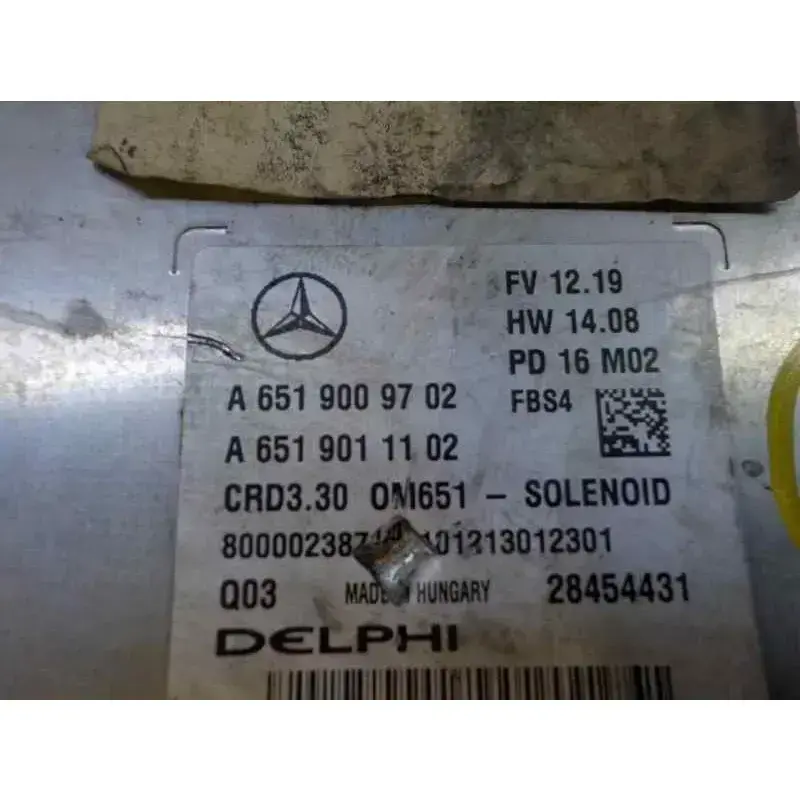 FV 12.19
HW 14.08
PD 16 M02
A 651 900 97 02
FBS4
A 651 901 11 02
CRD3.30 OM651 – SOLENOID
Q03 MADE HUNGARY 28454431
DELPHI